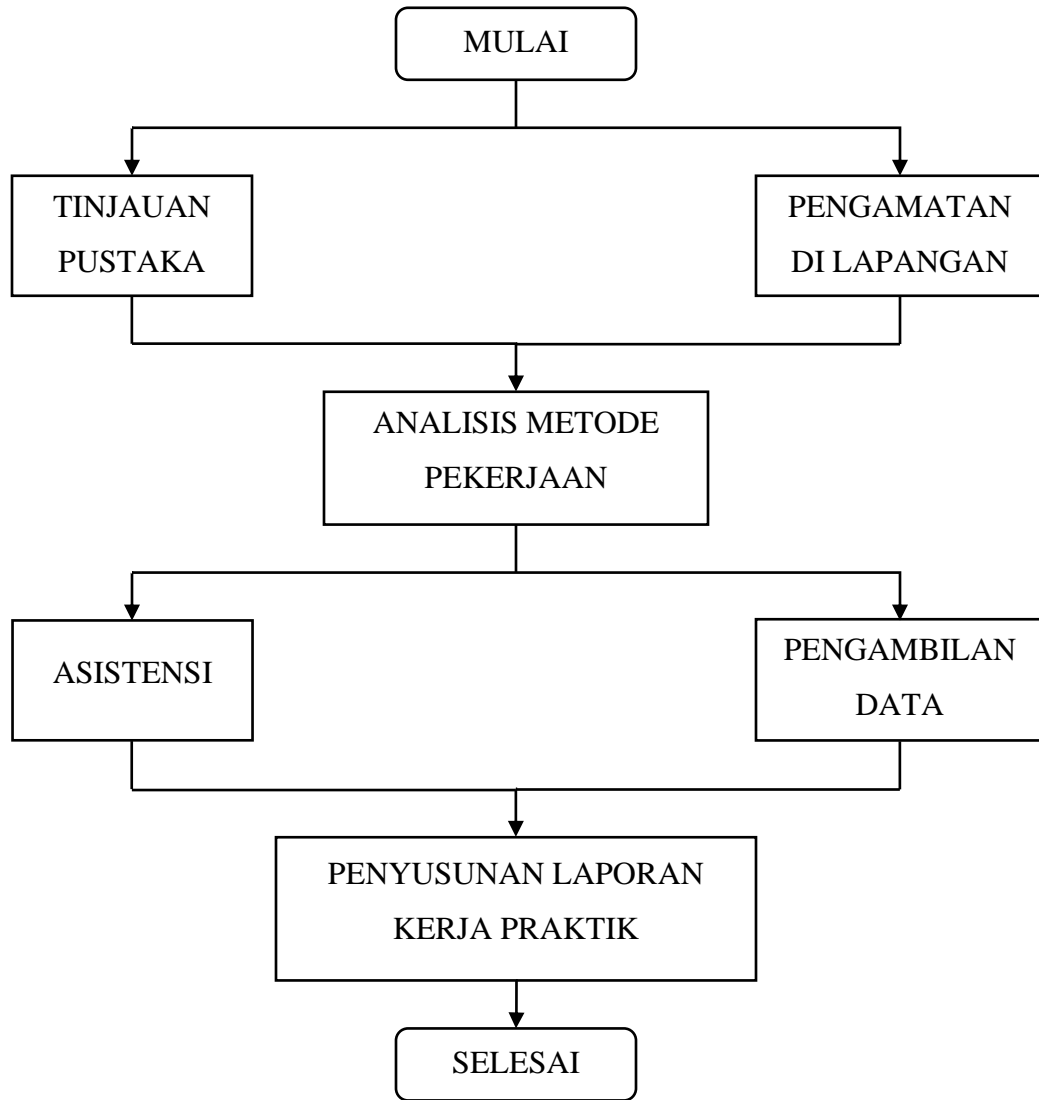 MULAI
TINJAUAN
PUSTAKA
PENGAMATAN
DI LAPANGAN
ANALISIS METODE
PEKERJAAN
ASISTENSI
PENGAMBILAN
DATA
PENYUSUNAN LAPORAN
KERJA PRAKTIK
SELESAI